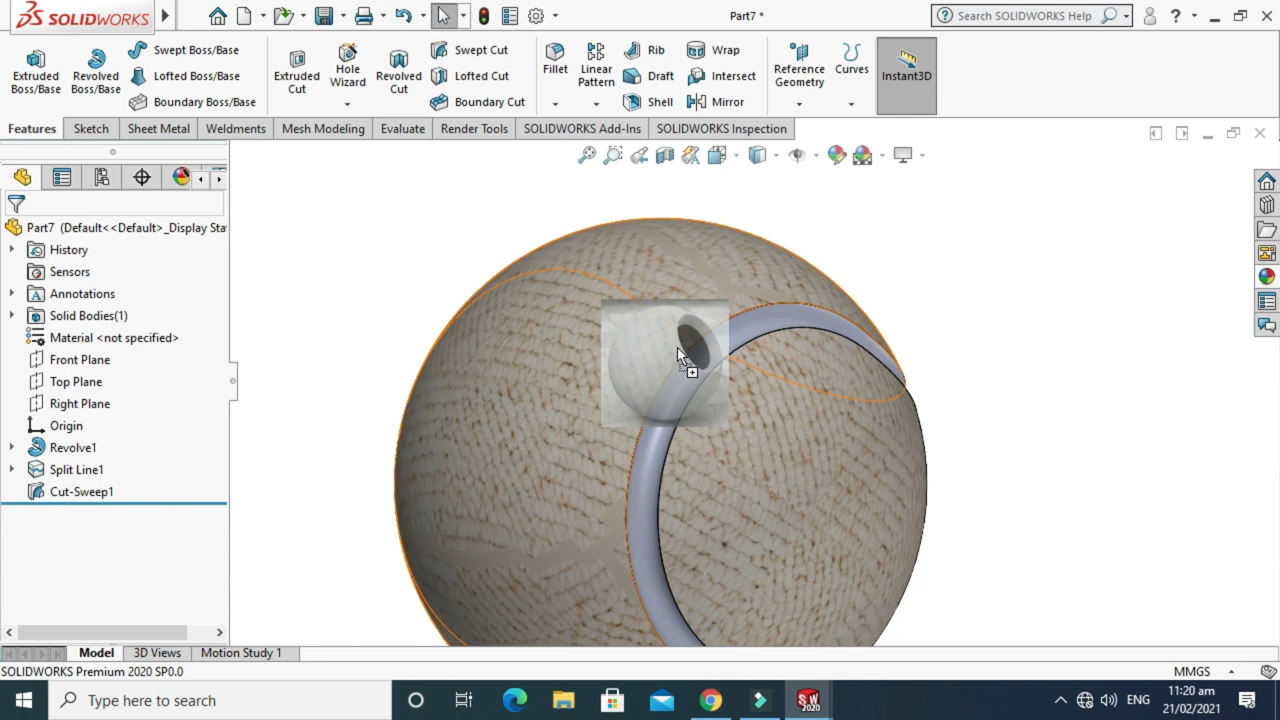 SOLIDWORKS
Part7 *
Search SOLIDWORKS Help
?
Extruded Boss/Base
Revolved Boss/Base
Swept Boss/Base
Lofted Boss/Base
Boundary Boss/Base
Extruded Cut
Hole Wizard
Revolved Cut
Swept Cut
Lofted Cut
Boundary Cut
Fillet
Linear Pattern
Rib
Draft
Shell
Wrap
Intersect
Mirror
Reference Geometry
Curves
Instant3D
Features
Sketch
Sheet Metal
Weldments
Mesh Modeling
Evaluate
Render Tools
SOLIDWORKS Add-Ins
SOLIDWORKS Inspection
Part7 (Default<<Default>_Display Sta
History
Sensors
Annotations
Solid Bodies(1)
Material <not specified>
Front Plane
Top Plane
Right Plane
Origin
Revolve1
Split Line1
Cut-Sweep1
Model
3D Views
Motion Study 1
SOLIDWORKS Premium 2020 SP0.0
MMGS
Type here to search
SW 2020
ENG
11:20 am
21/02/2021